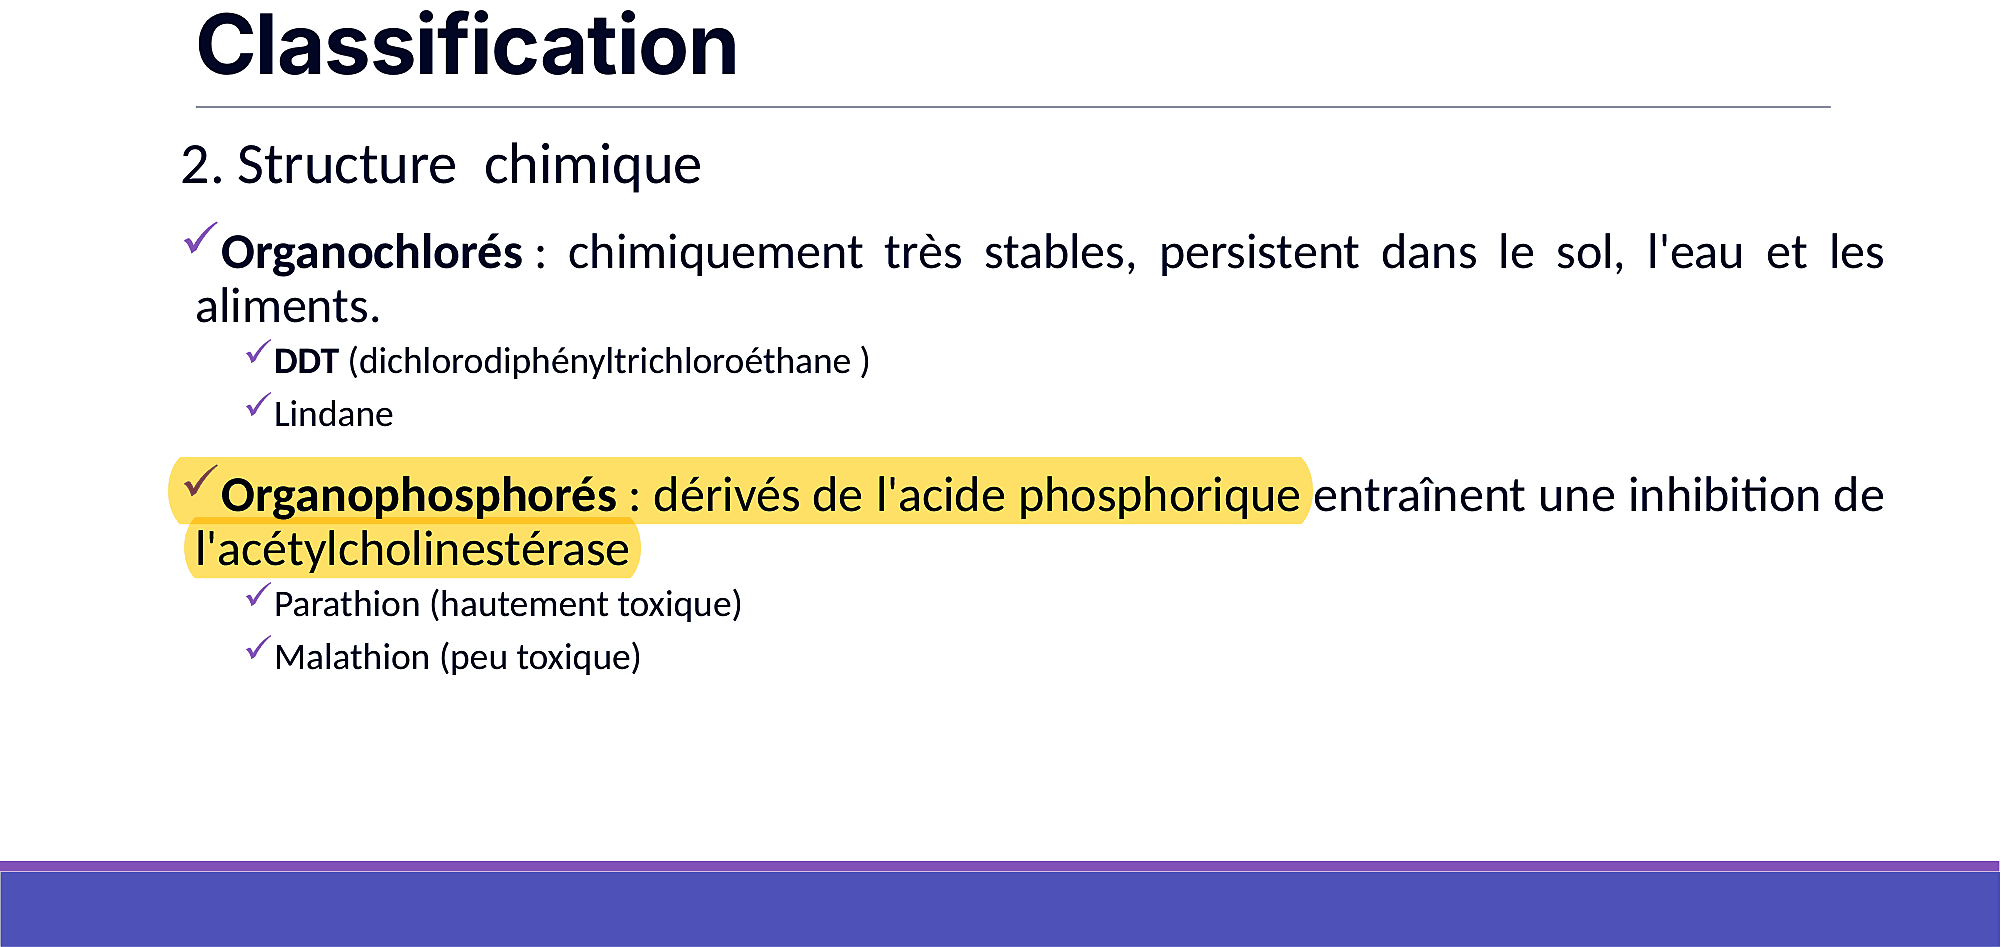 Classification
2. Structure chimique
✓Organochlorés : chimiquement très stables, persistent dans le sol, l'eau et les
aliments.
✓DDT (dichlorodiphényltrichloroéthane )
✓Lindane
✓Organophosphorés : dérivés de l'acide phosphorique entraînent une inhibition de
l'acétylcholinestérase
✓Parathion (hautement toxique)
✓Malathion (peu toxique)